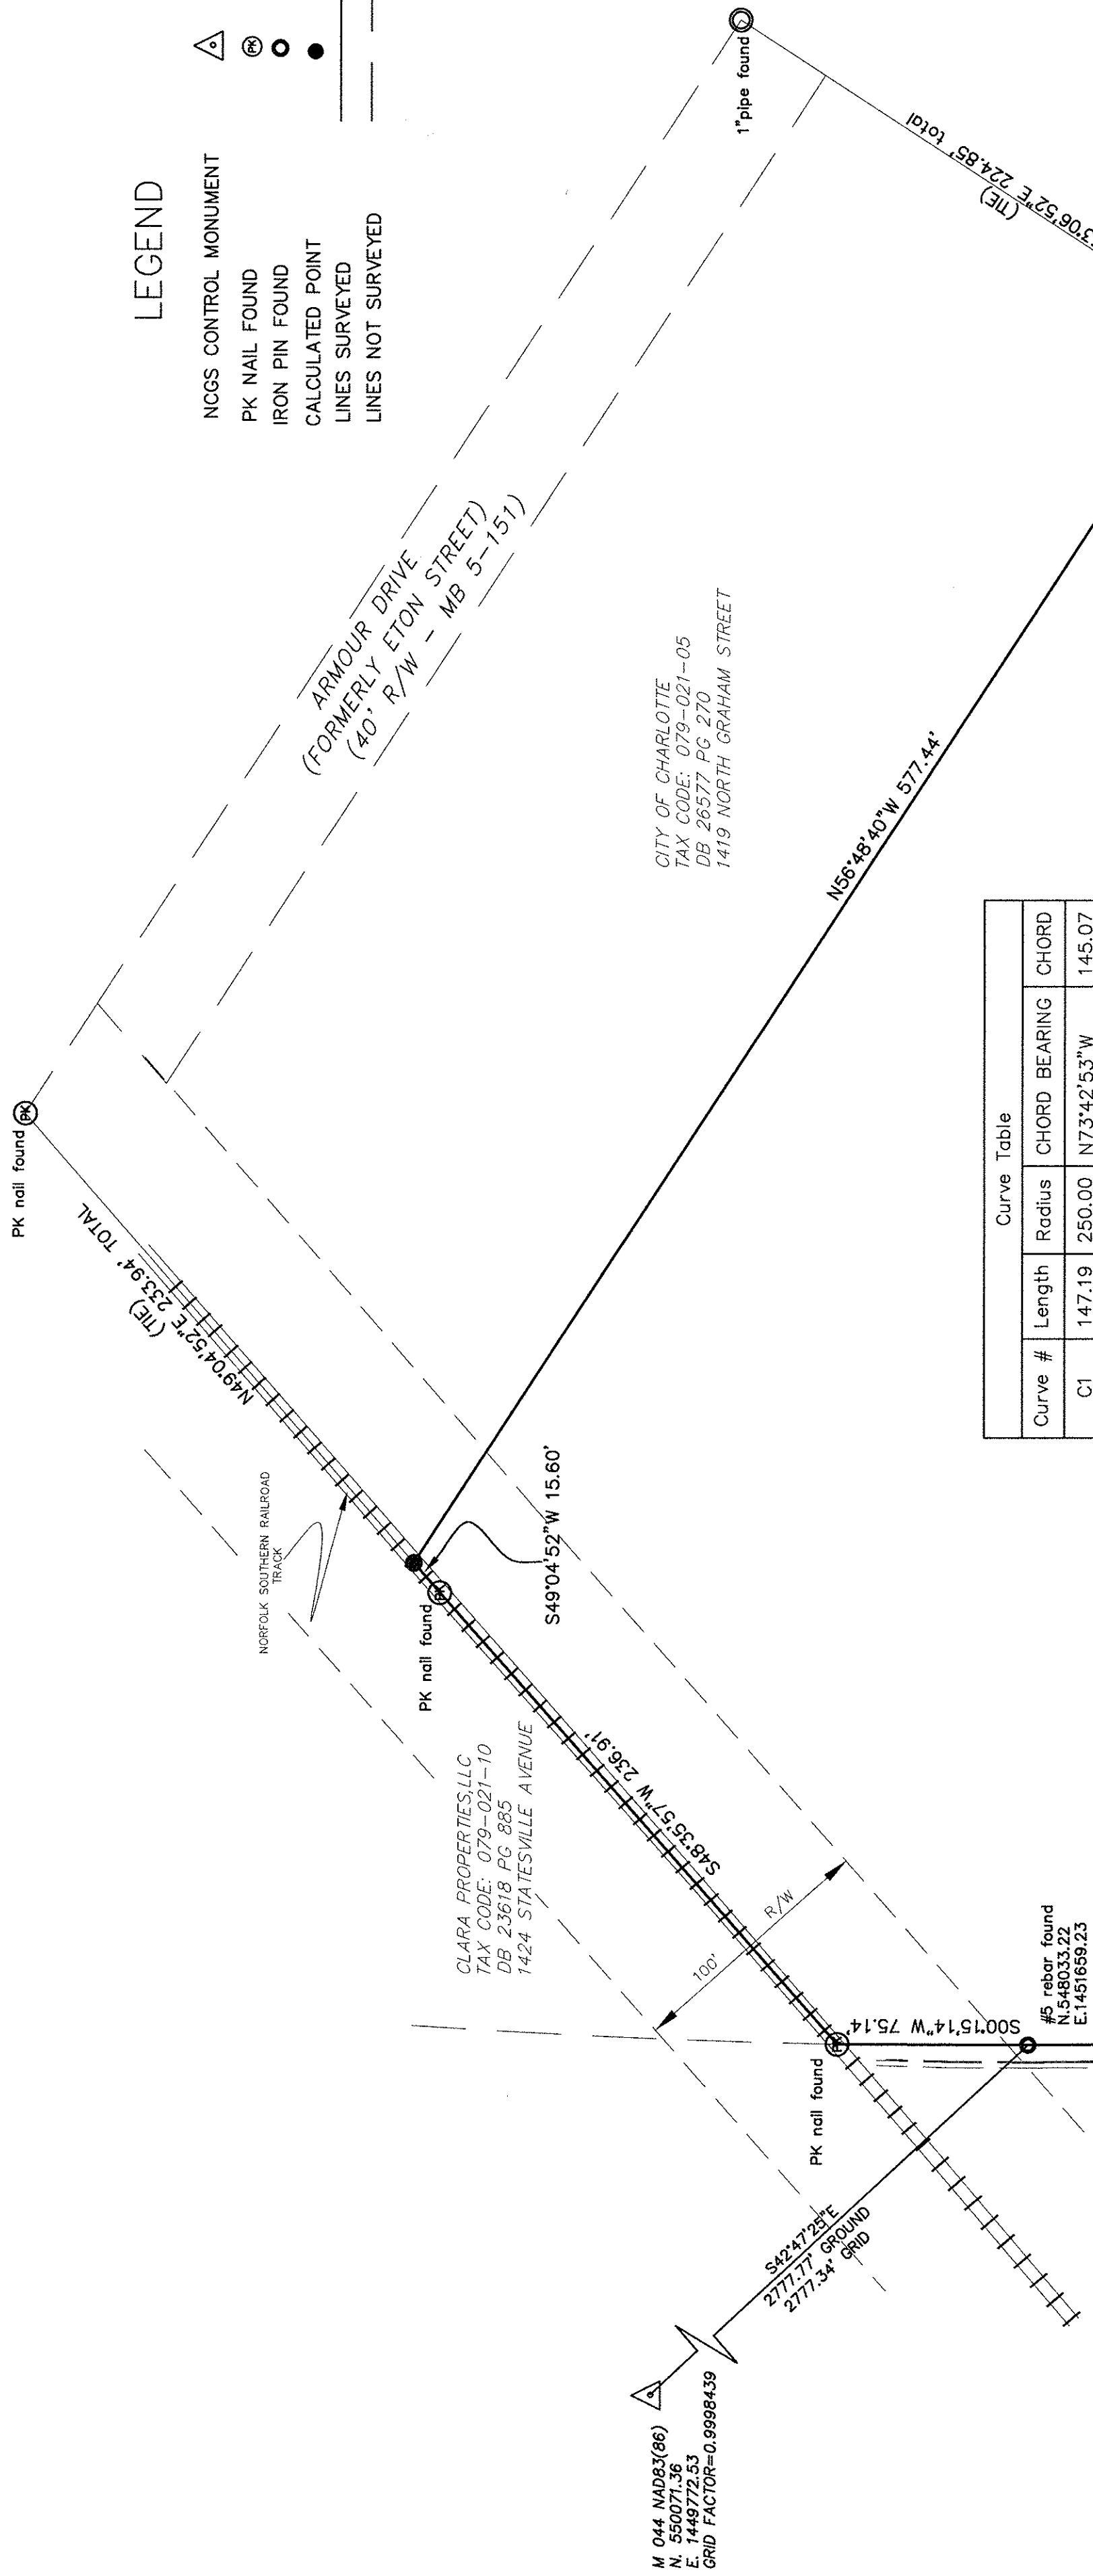 LEGEND
NCGS CONTROL MONUMENT
PK NAIL FOUND
PK
IRON PIN FOUND
CALCULATED POINT
LINES SURVEYED
LINES NOT SURVEYED
PK nail found
PK
1"pipe found
3°06'52"E 224.85' total
(TIE)
ARMOUR DRIVE
(FORMERLY ETON STREET)
(40' R/W - MB 5-151)
CITY OF CHARLOTTE
TAX CODE: 079-021-05
DB 26577 PG 270
1419 NORTH GRAHAM STREET
N56°48'40"W 577.44'
N49°04'52"E 233.94' TOTAL
(TIE)
NORFOLK SOUTHERN RAILROAD
TRACK
PK nail found
PK
S49°04'52"W 15.60'
CLARA PROPERTIES,LLC
TAX CODE: 079-021-10
DB 23618 PG 885
1424 STATESVILLE AVENUE
S48°35'57"W 236.91'
100'
R/W
PK nail found
PK
S00°15'14"W 75.14'
#5 rebar found
N.548033.22
E.1451659.23
S42°47'25"E
2777.77' GROUND
2777.34' GRID
M 044 NAD83(86)
N. 550071.36
E. 1449772.53
GRID FACTOR=0.9998439
Curve Table
Curve # Length Radius CHORD BEARING CHORD
C1 147.19 250.00 N73°42'53"W 145.07